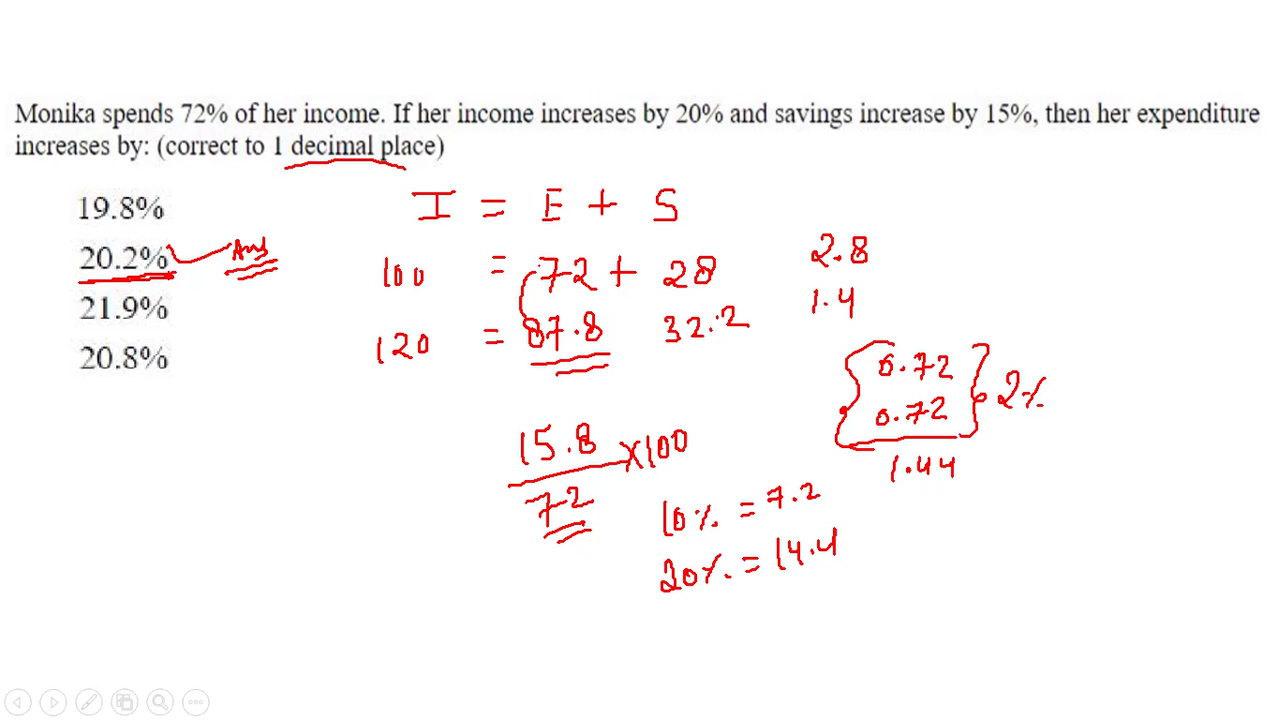 Monika spends 72% of her income. If her income increases by 20% and savings increase by 15%, then her expenditure
increases by: (correct to 1 decimal place)
19.8%
20.2% Ans
21.9%
20.8%
I = E + S
100 = 72 + 28
120 = 87.8 32.2
2.8
1.4
0.72
0.72
2%
1.44
15.8
72
×100
10% = 7.2
20% = 14.4